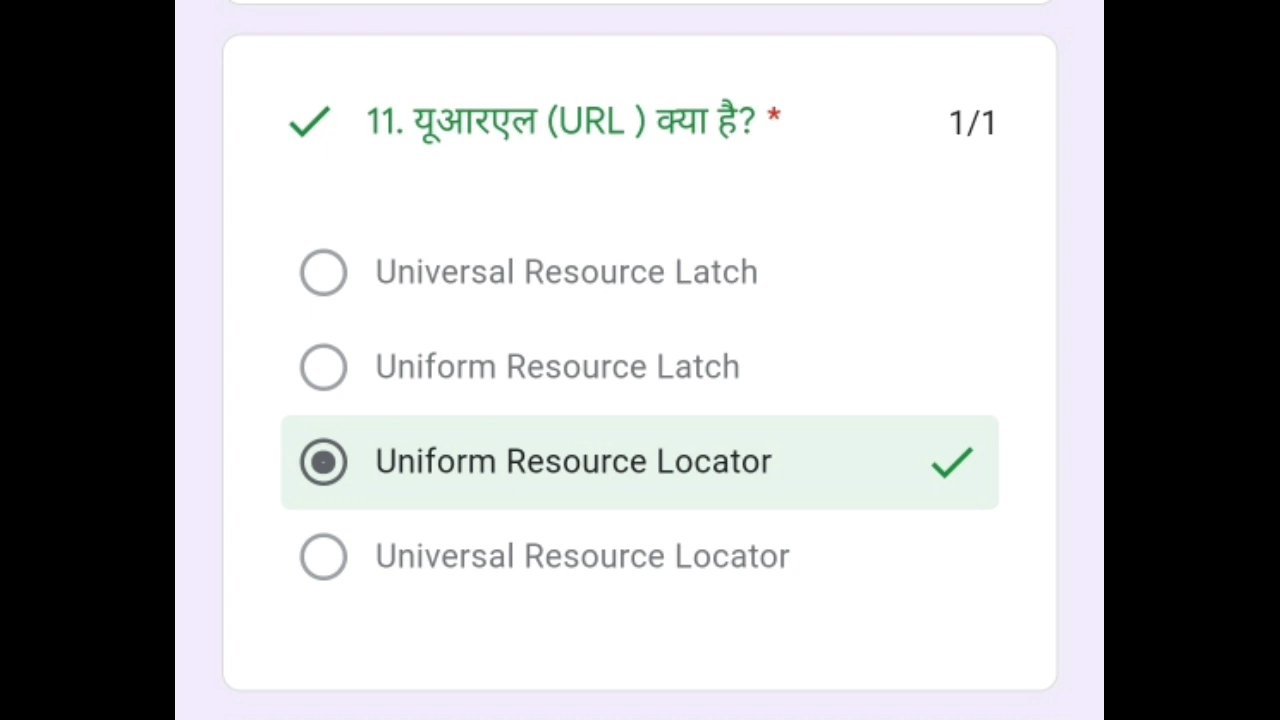 11. यूआरएल (URL ) क्या है? * 1/1
Universal Resource Latch
Uniform Resource Latch
Uniform Resource Locator
Universal Resource Locator